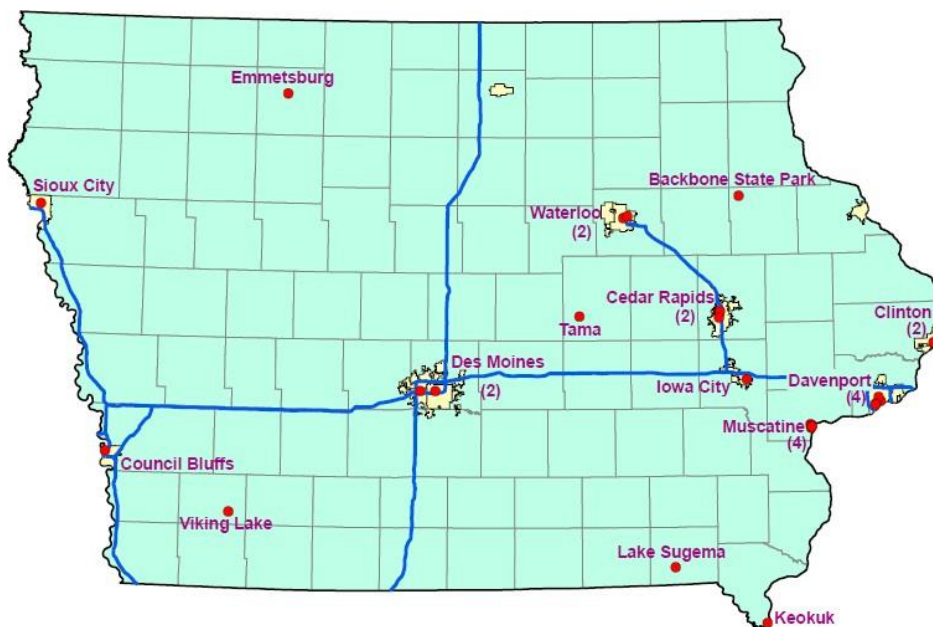 Emmetsburg
Sioux City
Backbone State Park
Waterloo
(2)
Cedar Rapids
(2)
Tama
Clinton
(2)
Des Moines
(2)
Iowa City
Davenport
(4)
Muscatine
(4)
Council Bluffs
Viking Lake
Lake Sugema
Keokuk